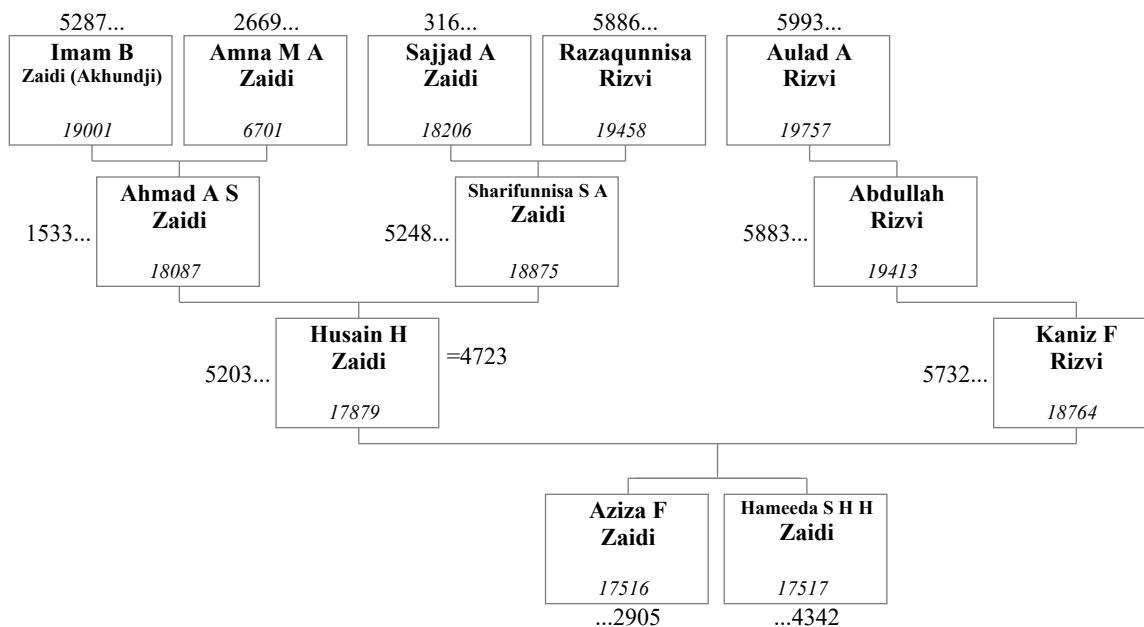 5287...
2669...
316...
5886...
5993...
Imam B
Zaidi (Akhundji)
19001
Amna M A
Zaidi
6701
Sajjad A
Zaidi
18206
Razaqunnisa
Rizvi
19458
Aulad A
Rizvi
19757
1533...
Ahmad A S
Zaidi
18087
5248...
Sharifunnisa S A
Zaidi
18875
5883...
Abdullah
Rizvi
19413
5203...
Husain H
Zaidi
17879
=4723
5732...
Kaniz F
Rizvi
18764
Aziza F
Zaidi
17516
...2905
Hameeda S H H
Zaidi
17517
...4342